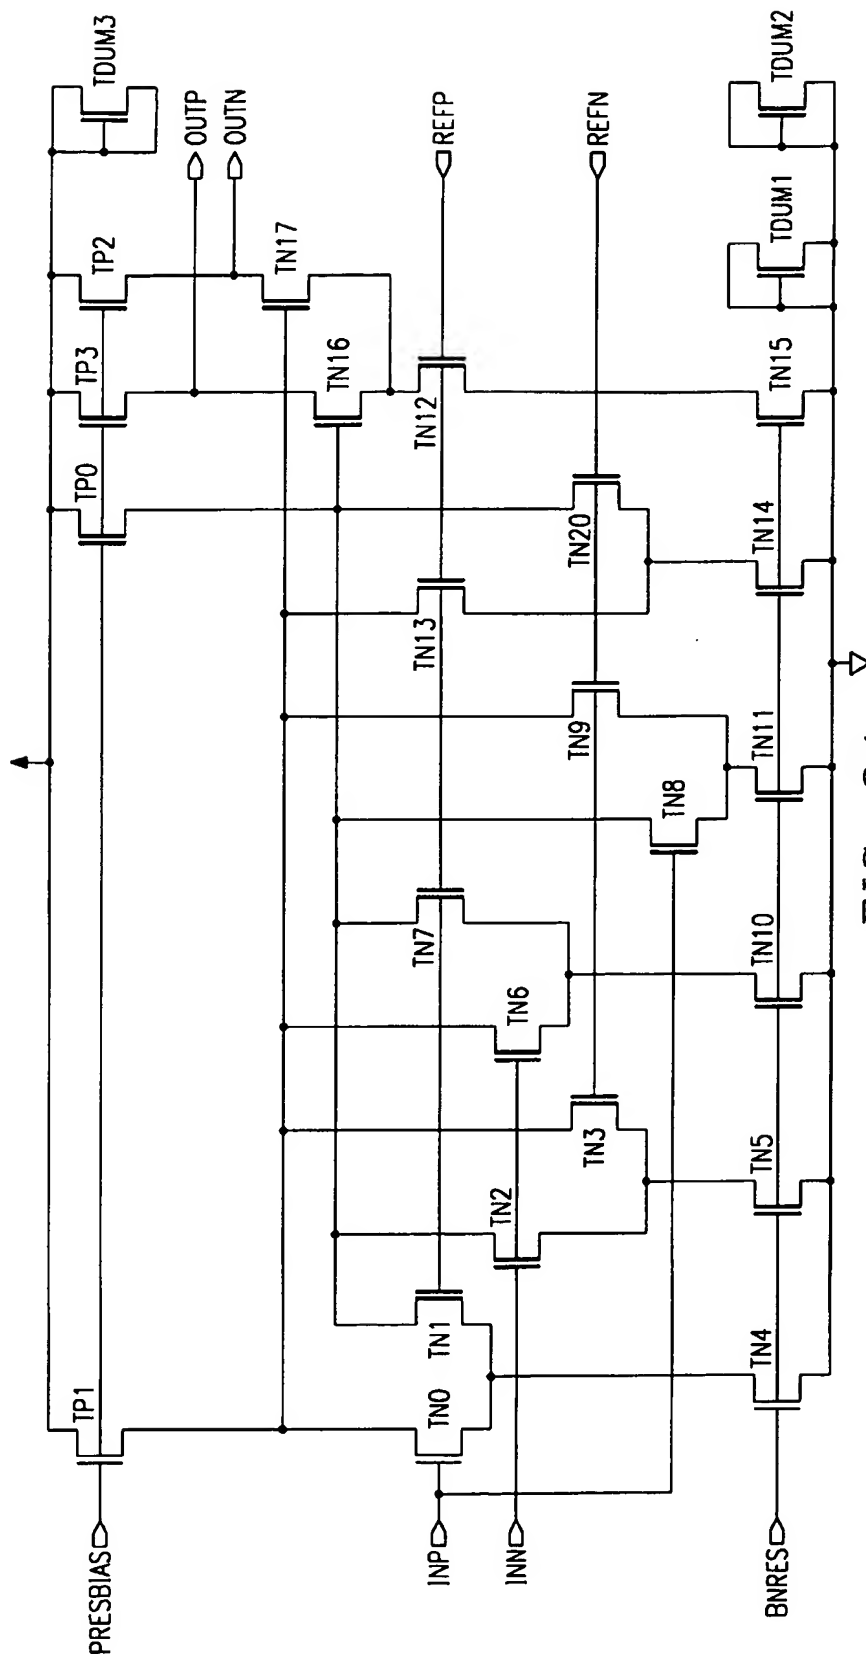 PRESBIAS
INP
INN
BNRES
TP1
TN0
TN1
TN4
TN2
TN3
TN5
TN6
TN7
TN10
TN8
TN9
TN11
TN13
TN20
TN14
TP0
TP3
TN16
TN12
TN15
TP2
TN17
TDUM1
TDUM2
TDUM3
OUTP
OUTN
REFP
REFN